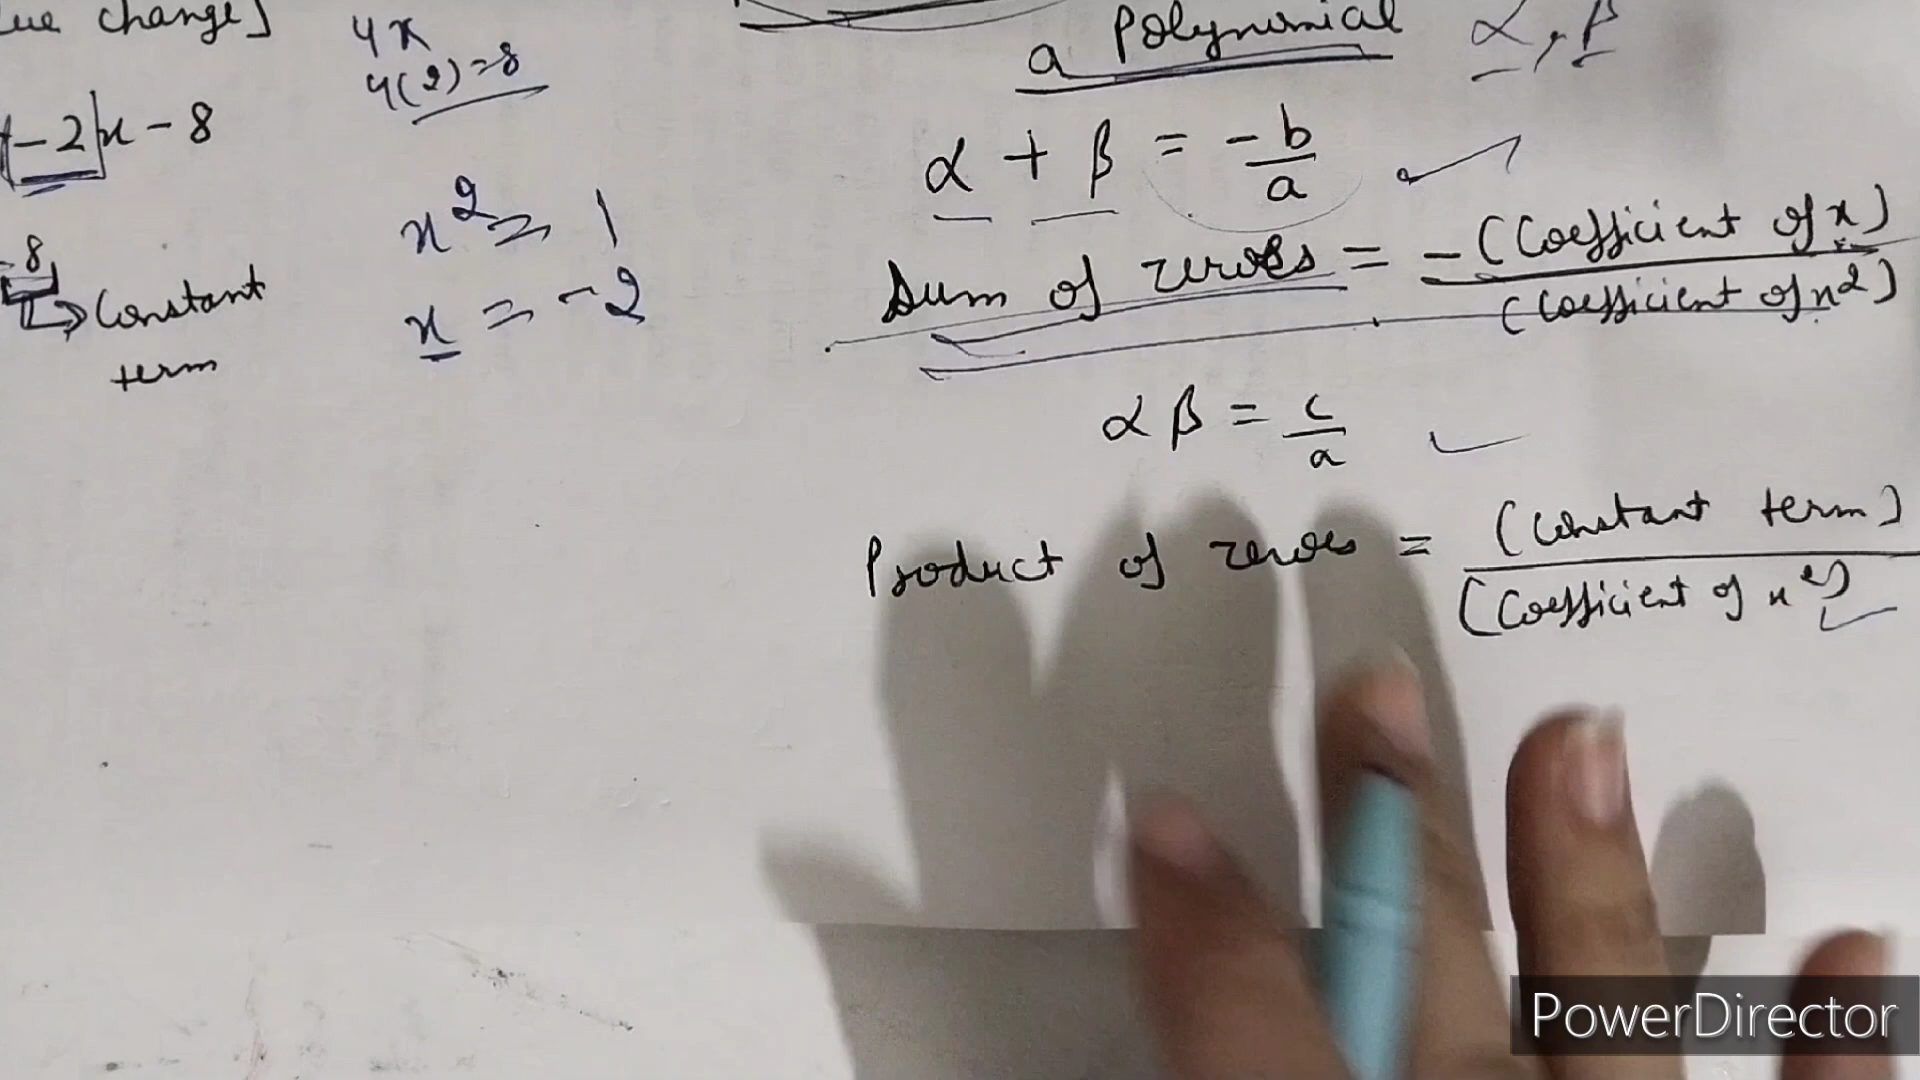 change]
4x
4(2)=8
-2|x - 8
-8
Constant
term
x² = 1
x = -2
a Polynomial
α, β
α + β = -b/a
Sum of zeroes = -(Coefficient of x)/(Coefficient of x²)
αβ = c/a
Product of zeroes = (Constant term)/(Coefficient of x²)
PowerDirector